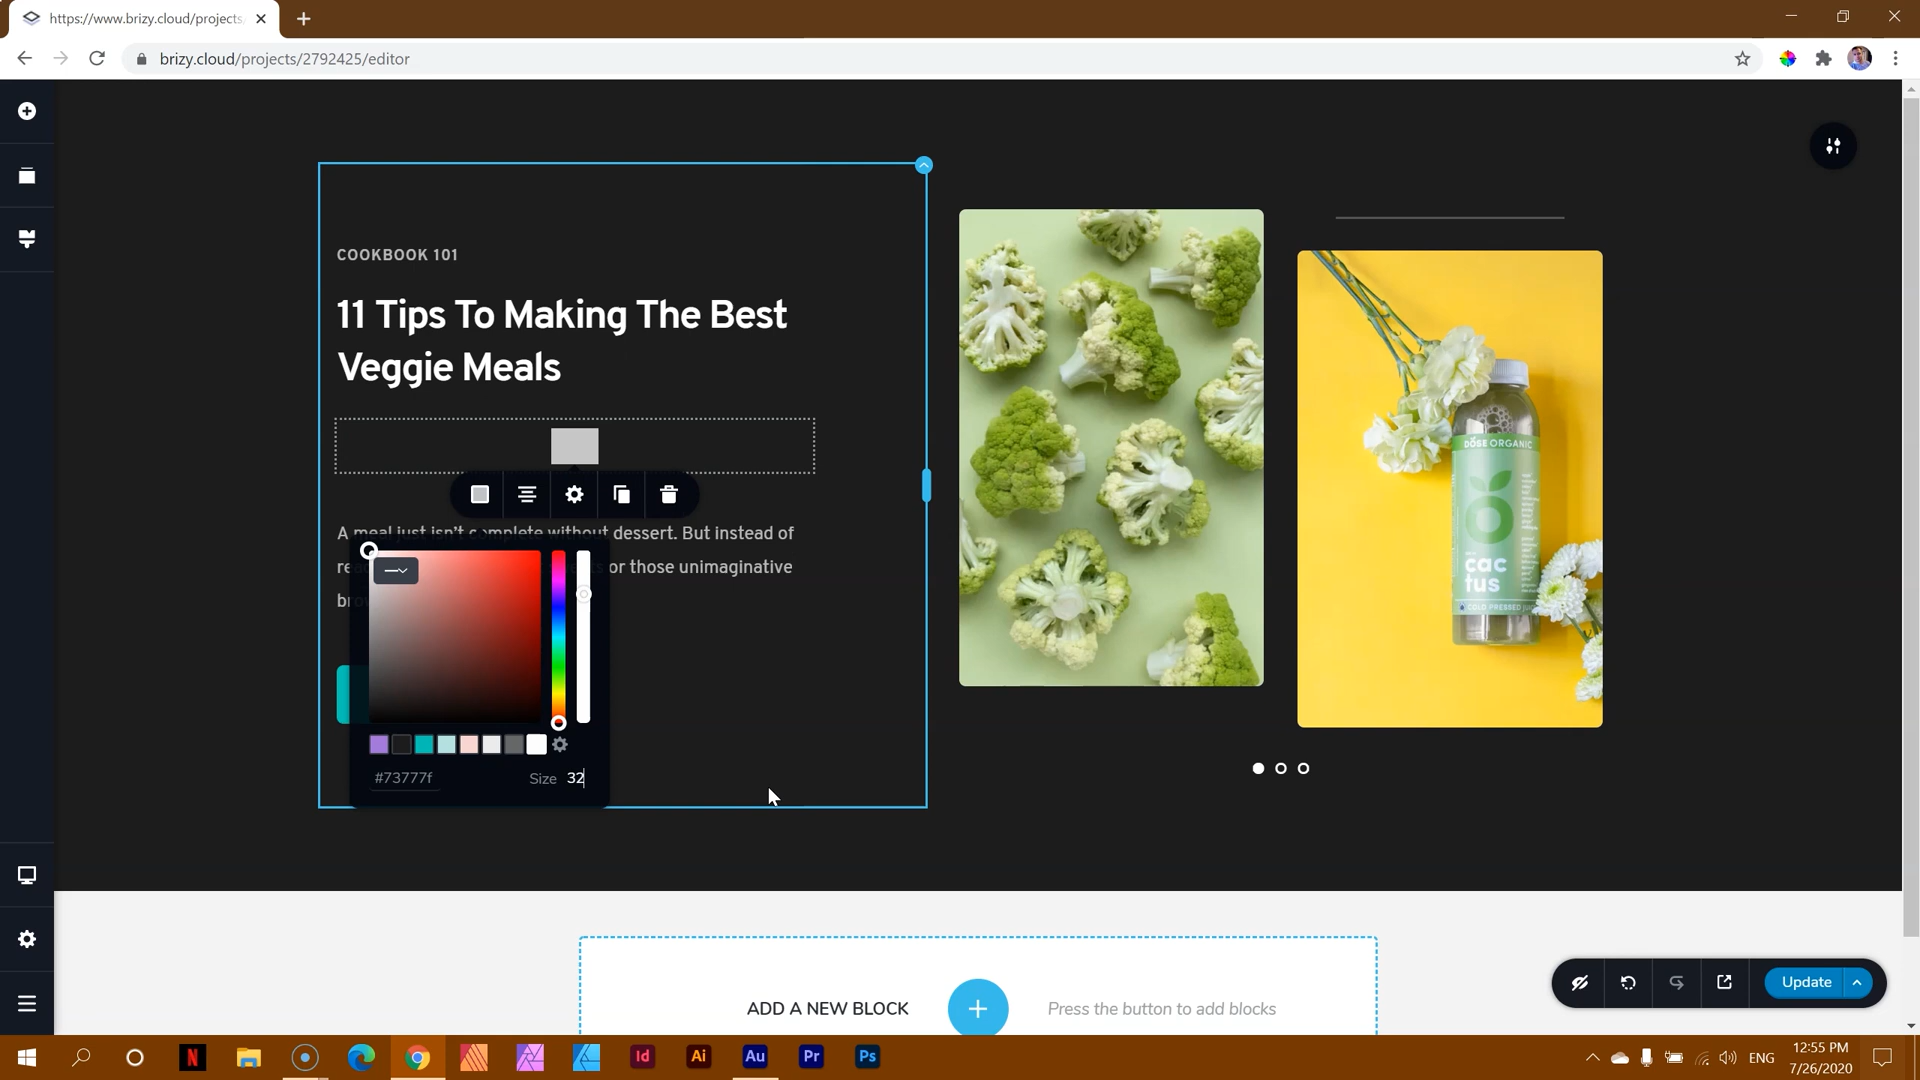 https://www.brizy.cloud/projects
brizy.cloud/projects/2792425/editor
COOKBOOK 101
11 Tips To Making The Best
Veggie Meals
A meal just isn't complete without dessert. But instead of
or those unimaginative
#73777f
Size 32
DŌSE ORGANIC
cac
tus
COLD PRESSED
ADD A NEW BLOCK
Press the button to add blocks
Update
N
Id
Ai
Au
Pr
Ps
ENG
12:55 PM
7/26/2020